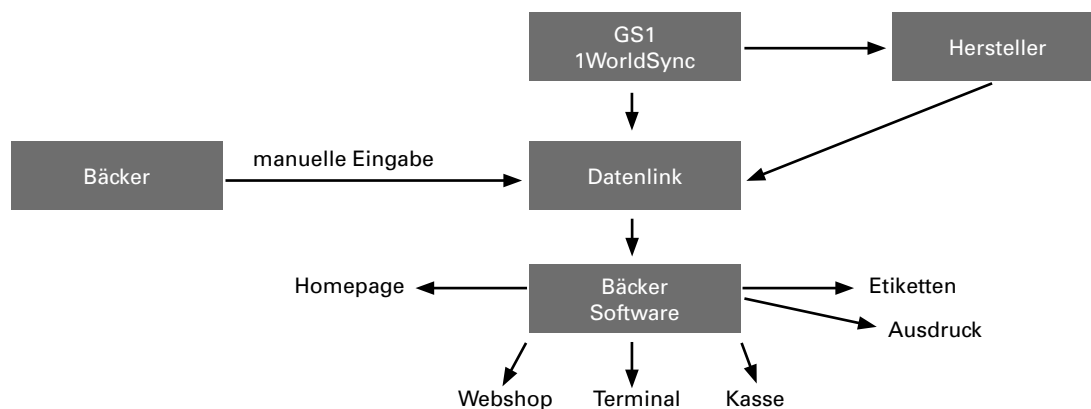 GS1
1WorldSync
Hersteller
Bäcker
manuelle Eingabe
Datenlink
Homepage
Bäcker
Software
Etiketten
Ausdruck
Webshop
Terminal
Kasse